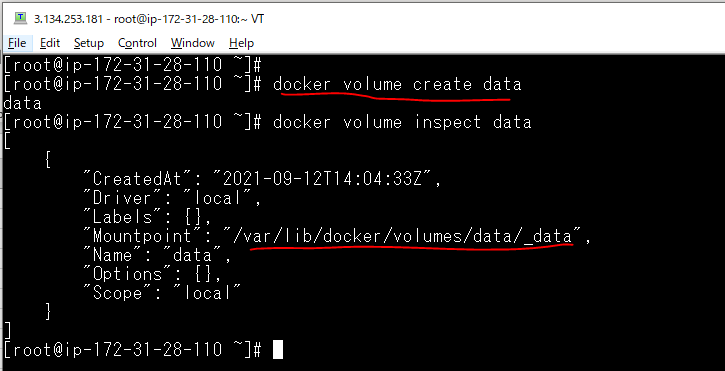 3.134.253.181 - root@ip-172-31-28-110:~ VT
File Edit Setup Control Window Help
[root@ip-172-31-28-110 ~]#
[root@ip-172-31-28-110 ~]# docker volume create data
data
[root@ip-172-31-28-110 ~]# docker volume inspect data
[
    {
        "CreatedAt": "2021-09-12T14:04:33Z",
        "Driver": "local",
        "Labels": {},
        "Mountpoint": "/var/lib/docker/volumes/data/_data",
        "Name": "data",
        "Options": {},
        "Scope": "local"
    }
]
[root@ip-172-31-28-110 ~]#